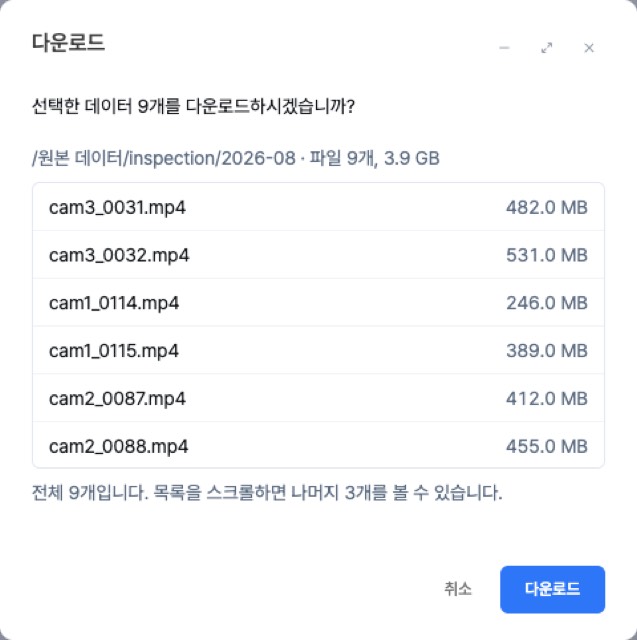 다운로드
선택한 데이터 9개를 다운로드하시겠습니까?
/원본 데이터/inspection/2026-08 · 파일 9개, 3.9 GB
cam3_0031.mp4 482.0 MB
cam3_0032.mp4 531.0 MB
cam1_0114.mp4 246.0 MB
cam1_0115.mp4 389.0 MB
cam2_0087.mp4 412.0 MB
cam2_0088.mp4 455.0 MB
전체 9개입니다. 목록을 스크롤하면 나머지 3개를 볼 수 있습니다.
취소 다운로드